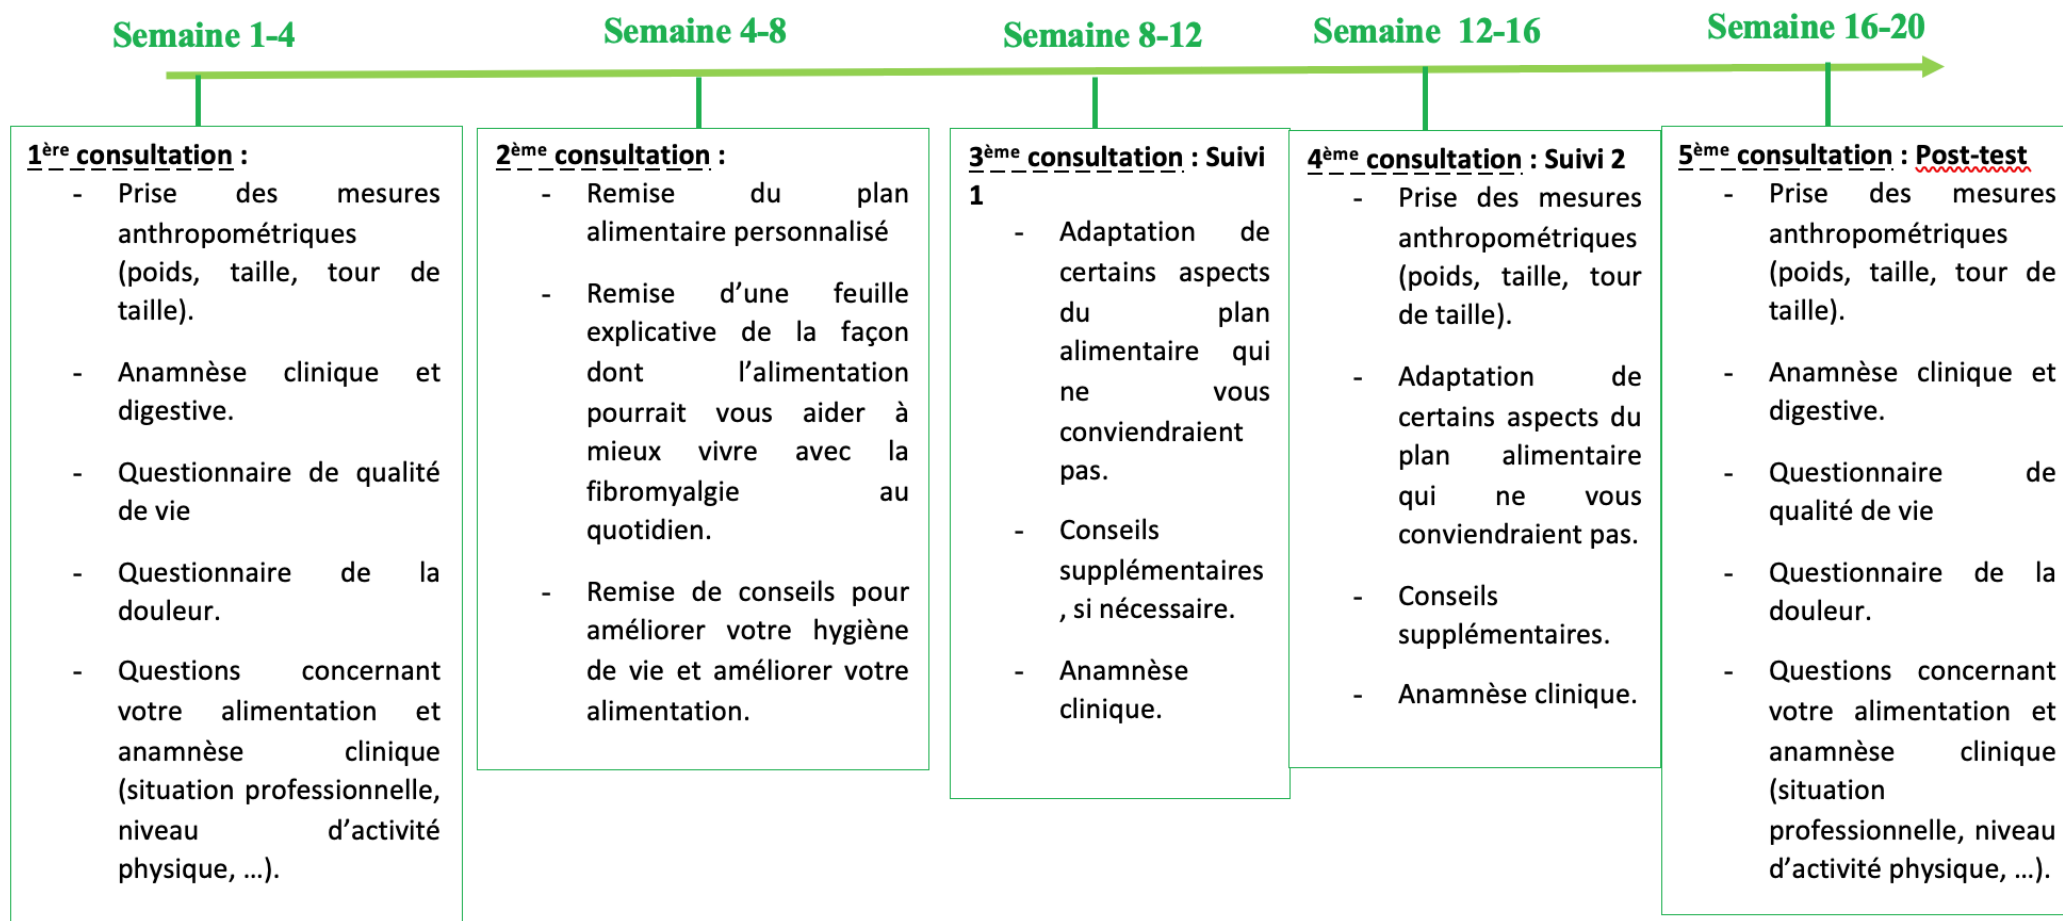 Semaine 1-4
Semaine 4-8
Semaine 8-12
Semaine 12-16
Semaine 16-20
1ère consultation :
- Prise des mesures
anthropométriques
(poids, taille, tour de
taille).
- Anamnèse clinique et
digestive.
- Questionnaire de qualité
de vie
- Questionnaire de la
douleur.
- Questions concernant
votre alimentation et
anamnèse clinique
(situation professionnelle,
niveau d’activité
physique, ...).
2ème consultation :
- Remise du plan
alimentaire personnalisé
- Remise d’une feuille
explicative de la façon
dont l’alimentation
pourrait vous aider à
mieux vivre avec la
fibromyalgie au
quotidien.
- Remise de conseils pour
améliorer votre hygiène
de vie et améliorer votre
alimentation.
3ème consultation : Suivi
1
- Adaptation de
certains aspects
du plan
alimentaire qui
ne vous
conviendraient
pas.
- Conseils
supplémentaires
, si nécessaire.
- Anamnèse
clinique.
4ème consultation : Suivi 2
- Prise des mesures
anthropométriques
(poids, taille, tour
de taille).
- Adaptation de
certains aspects du
plan alimentaire
qui ne vous
conviendraient pas.
- Conseils
supplémentaires.
- Anamnèse clinique.
5ème consultation : Post-test
- Prise des mesures
anthropométriques
(poids, taille, tour de
taille).
- Anamnèse clinique et
digestive.
- Questionnaire de
qualité de vie
- Questionnaire de la
douleur.
- Questions concernant
votre alimentation et
anamnèse clinique
(situation
professionnelle, niveau
d’activité physique, ...).